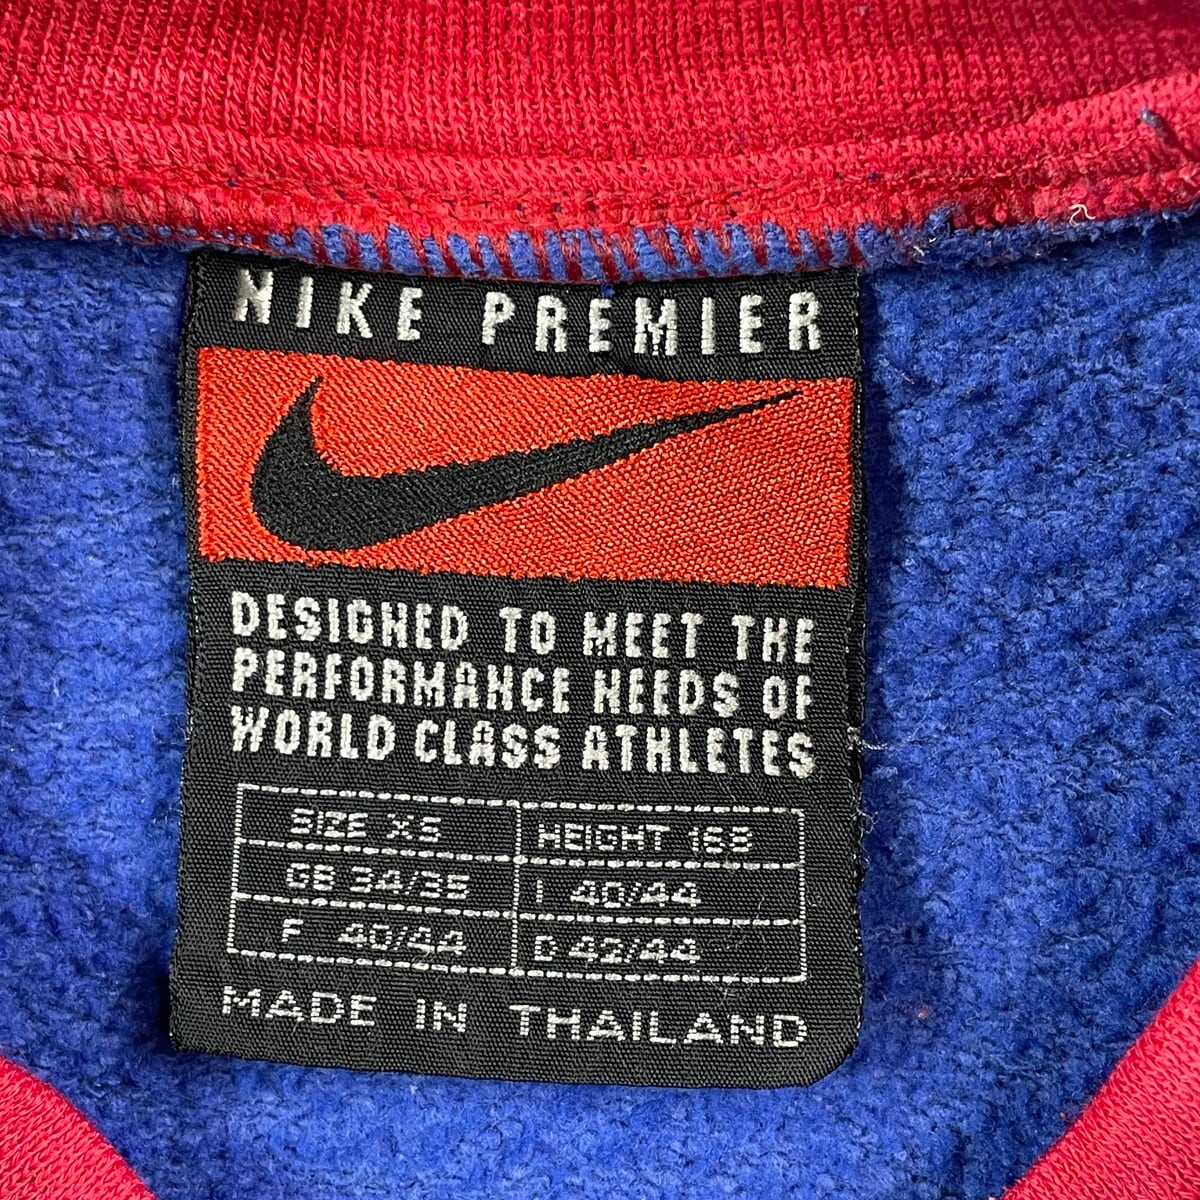 NIKE PREMIER
DESIGNED TO MEET THE
PERFORMANCE NEEDS OF
WORLD CLASS ATHLETES
SIZE XS HEIGHT 168
GB 34/36 I 40/44
F 40/44 D 42/44
MADE IN THAILAND